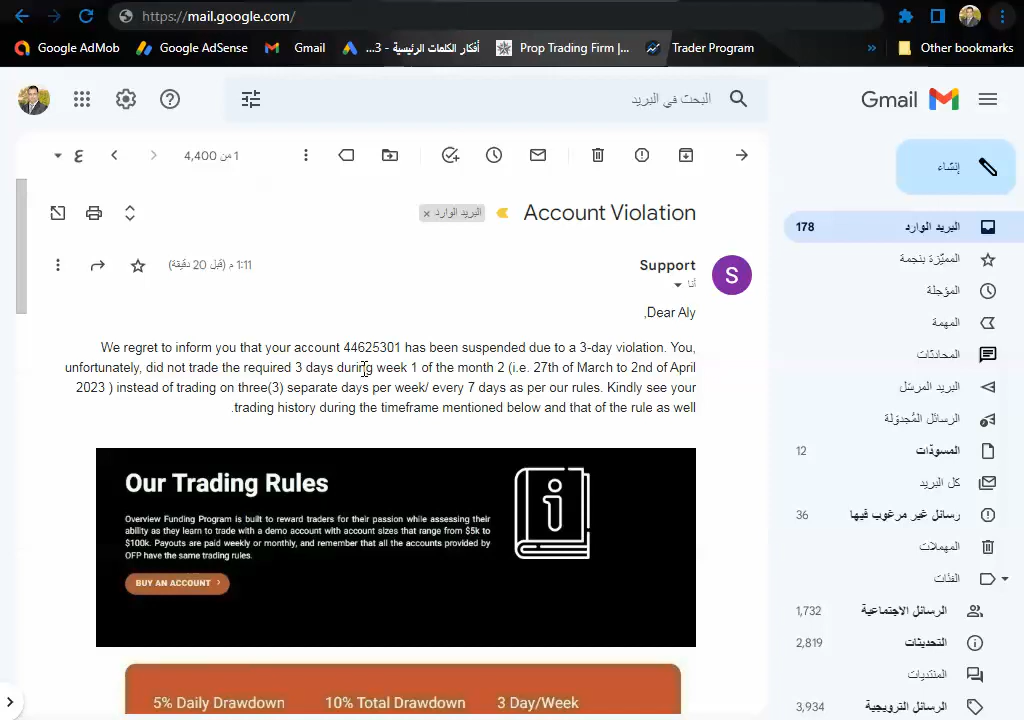 https://mail.google.com/
Google AdMob
Google AdSense
Gmail
أفكار الكلمات الرئيسية - 3...
Prop Trading Firm |...
Trader Program
»
Other bookmarks
البحث في البريد
Gmail
1 من 4,400
ع
إنشاء
Account Violation
البريد الوارد ×
Support
1:11 م (قبل 20 دقيقة)
أنا
S
Dear Aly,
We regret to inform you that your account 44625301 has been suspended due to a 3-day violation. You,
unfortunately, did not trade the required 3 days during week 1 of the month 2 (i.e. 27th of March to 2nd of April
2023 ) instead of trading on three(3) separate days per week/ every 7 days as per our rules. Kindly see your
trading history during the timeframe mentioned below and that of the rule as well.
Our Trading Rules
Overview Funding Program is built to reward traders for their passion while assessing their
ability as they learn to trade with a demo account with account sizes that range from $5k to
$100k. Payouts are paid weekly or monthly, and remember that all the accounts provided by
OFP have the same trading rules.
BUY AN ACCOUNT >
5% Daily Drawdown
10% Total Drawdown
3 Day/Week
البريد الوارد 178
المميّزة بنجمة
المؤجلة
المهمة
المحادثات
البريد المرسَل
الرسائل المُجدوَلة
المسوَدّات 12
كل البريد
رسائل غير مرغوب فيها 36
المهملات
الفئات
الرسائل الاجتماعية 1,732
التحديثات 2,819
المنتديات
الرسائل الترويجية 3,934